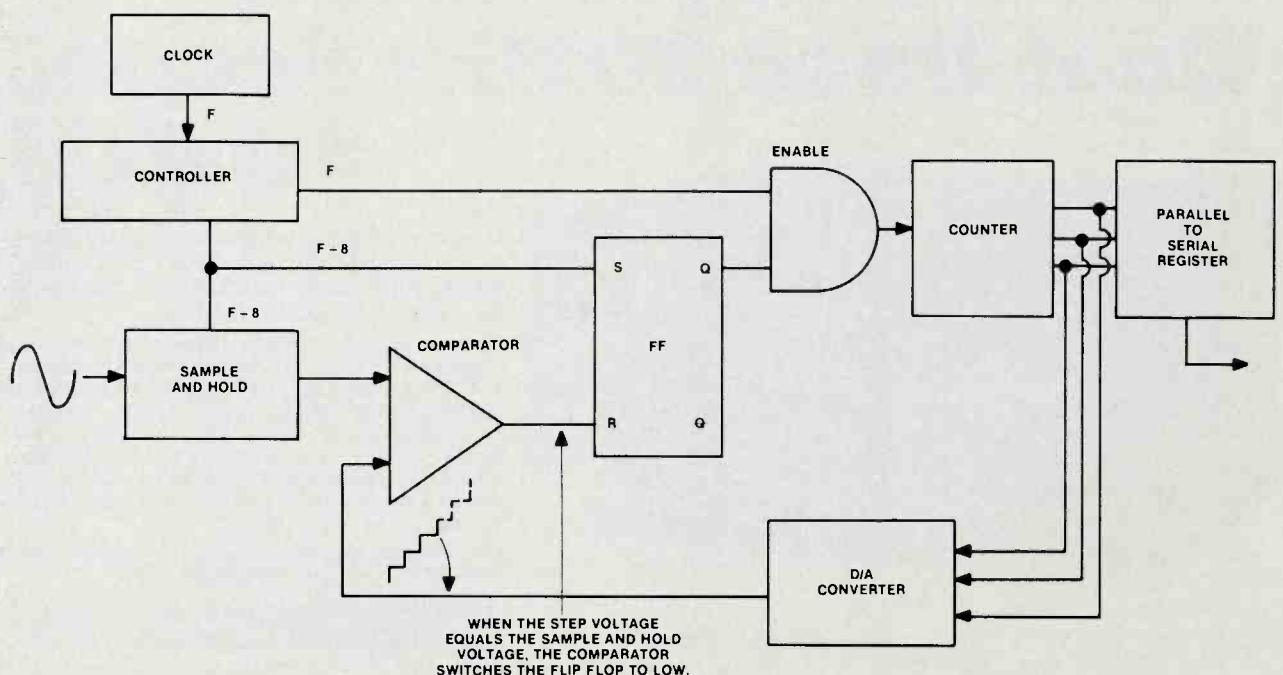 CLOCK
F
CONTROLLER
F
ENABLE
COUNTER
PARALLEL
TO
SERIAL
REGISTER
F-8
S
Q
F-8
SAMPLE
AND HOLD
COMPARATOR
FF
R
Q
D/A
CONVERTER
WHEN THE STEP VOLTAGE
EQUALS THE SAMPLE AND HOLD
VOLTAGE, THE COMPARATOR
SWITCHES THE FLIP FLOP TO LOW.